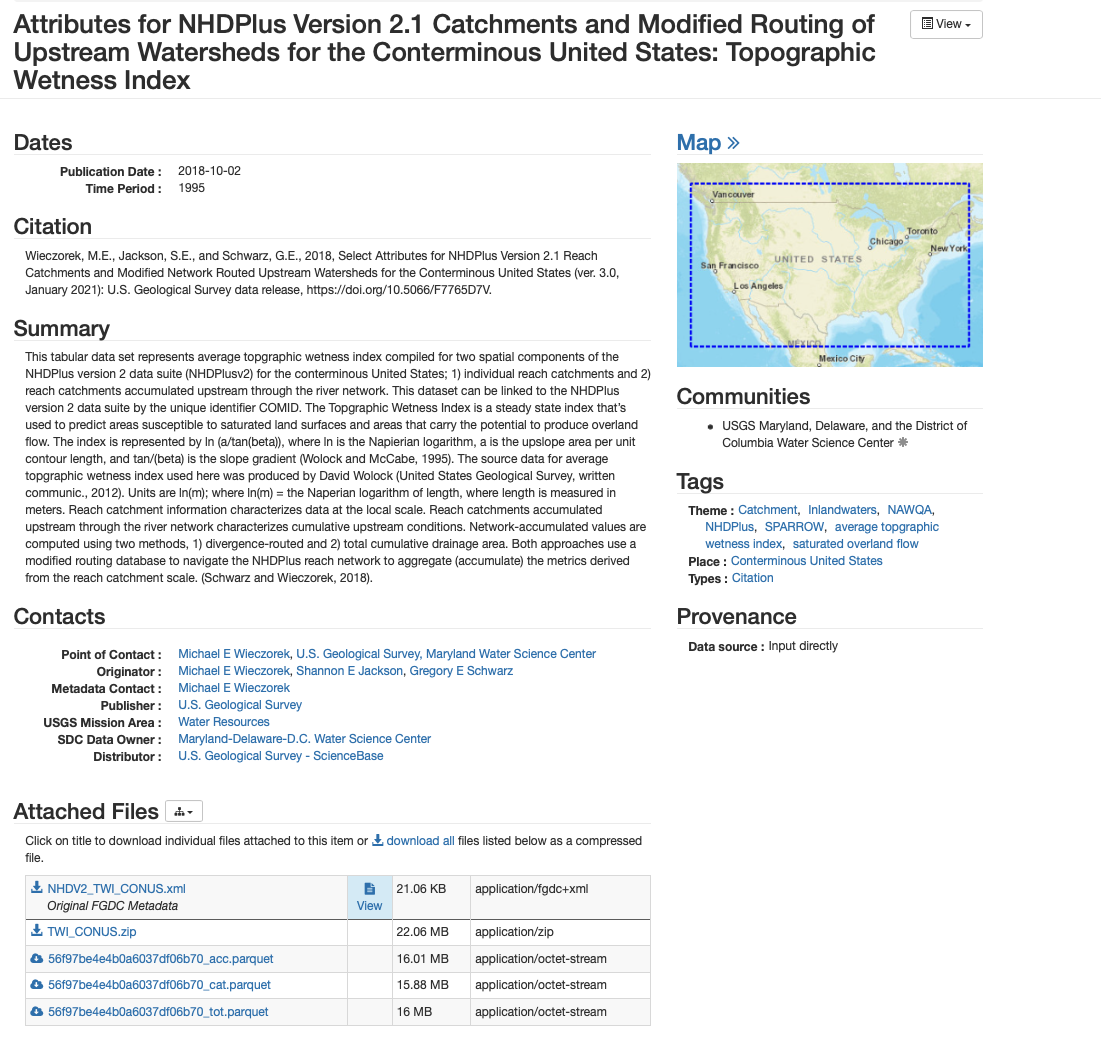 Attributes for NHDPlus Version 2.1 Catchments and Modified Routing of
Upstream Watersheds for the Conterminous United States: Topographic
Wetness Index
View
Dates
Publication Date : 2018-10-02
Time Period : 1995
Citation
Wieczorek, M.E., Jackson, S.E., and Schwarz, G.E., 2018, Select Attributes for NHDPlus Version 2.1 Reach
Catchments and Modified Network Routed Upstream Watersheds for the Conterminous United States (ver. 3.0,
January 2021): U.S. Geological Survey data release, https://doi.org/10.5066/F7765D7V.
Summary
This tabular data set represents average topgraphic wetness index compiled for two spatial components of the
NHDPlus version 2 data suite (NHDPlusv2) for the conterminous United States; 1) individual reach catchments and 2)
reach catchments accumulated upstream through the river network. This dataset can be linked to the NHDPlus
version 2 data suite by the unique identifier COMID. The Topgraphic Wetness Index is a steady state index that's
used to predict areas susceptible to saturated land surfaces and areas that carry the potential to produce overland
flow. The index is represented by ln (a/tan(beta)), where ln is the Napierian logarithm, a is the upslope area per unit
contour length, and tan/(beta) is the slope gradient (Wolock and McCabe, 1995). The source data for average
topgraphic wetness index used here was produced by David Wolock (United States Geological Survey, written
communic., 2012). Units are ln(m); where ln(m) = the Naperian logarithm of length, where length is measured in
meters. Reach catchment information characterizes data at the local scale. Reach catchments accumulated
upstream through the river network characterizes cumulative upstream conditions. Network-accumulated values are
computed using two methods, 1) divergence-routed and 2) total cumulative drainage area. Both approaches use a
modified routing database to navigate the NHDPlus reach network to aggregate (accumulate) the metrics derived
from the reach catchment scale. (Schwarz and Wieczorek, 2018).
Contacts
Point of Contact : Michael E Wieczorek, U.S. Geological Survey, Maryland Water Science Center
Originator : Michael E Wieczorek, Shannon E Jackson, Gregory E Schwarz
Metadata Contact : Michael E Wieczorek
Publisher : U.S. Geological Survey
USGS Mission Area : Water Resources
SDC Data Owner : Maryland-Delaware-D.C. Water Science Center
Distributor : U.S. Geological Survey - ScienceBase
Attached Files
Click on title to download individual files attached to this item or download all files listed below as a compressed
file.
NHDV2_TWI_CONUS.xml View 21.06 KB application/fgdc+xml
Original FGDC Metadata
TWI_CONUS.zip 22.06 MB application/zip
56f97be4e4b0a6037df06b70_acc.parquet 16.01 MB application/octet-stream
56f97be4e4b0a6037df06b70_cat.parquet 15.88 MB application/octet-stream
56f97be4e4b0a6037df06b70_tot.parquet 16 MB application/octet-stream
Map »
Vancouver
Toronto
Chicago
New York
UNITED STATES
San Francisco
Los Angeles
MÉXICO
Mexico City
Communities
USGS Maryland, Delaware, and the District of
Columbia Water Science Center
Tags
Theme : Catchment, Inlandwaters, NAWQA,
NHDPlus, SPARROW, average topgraphic
wetness index, saturated overland flow
Place : Conterminous United States
Types : Citation
Provenance
Data source : Input directly